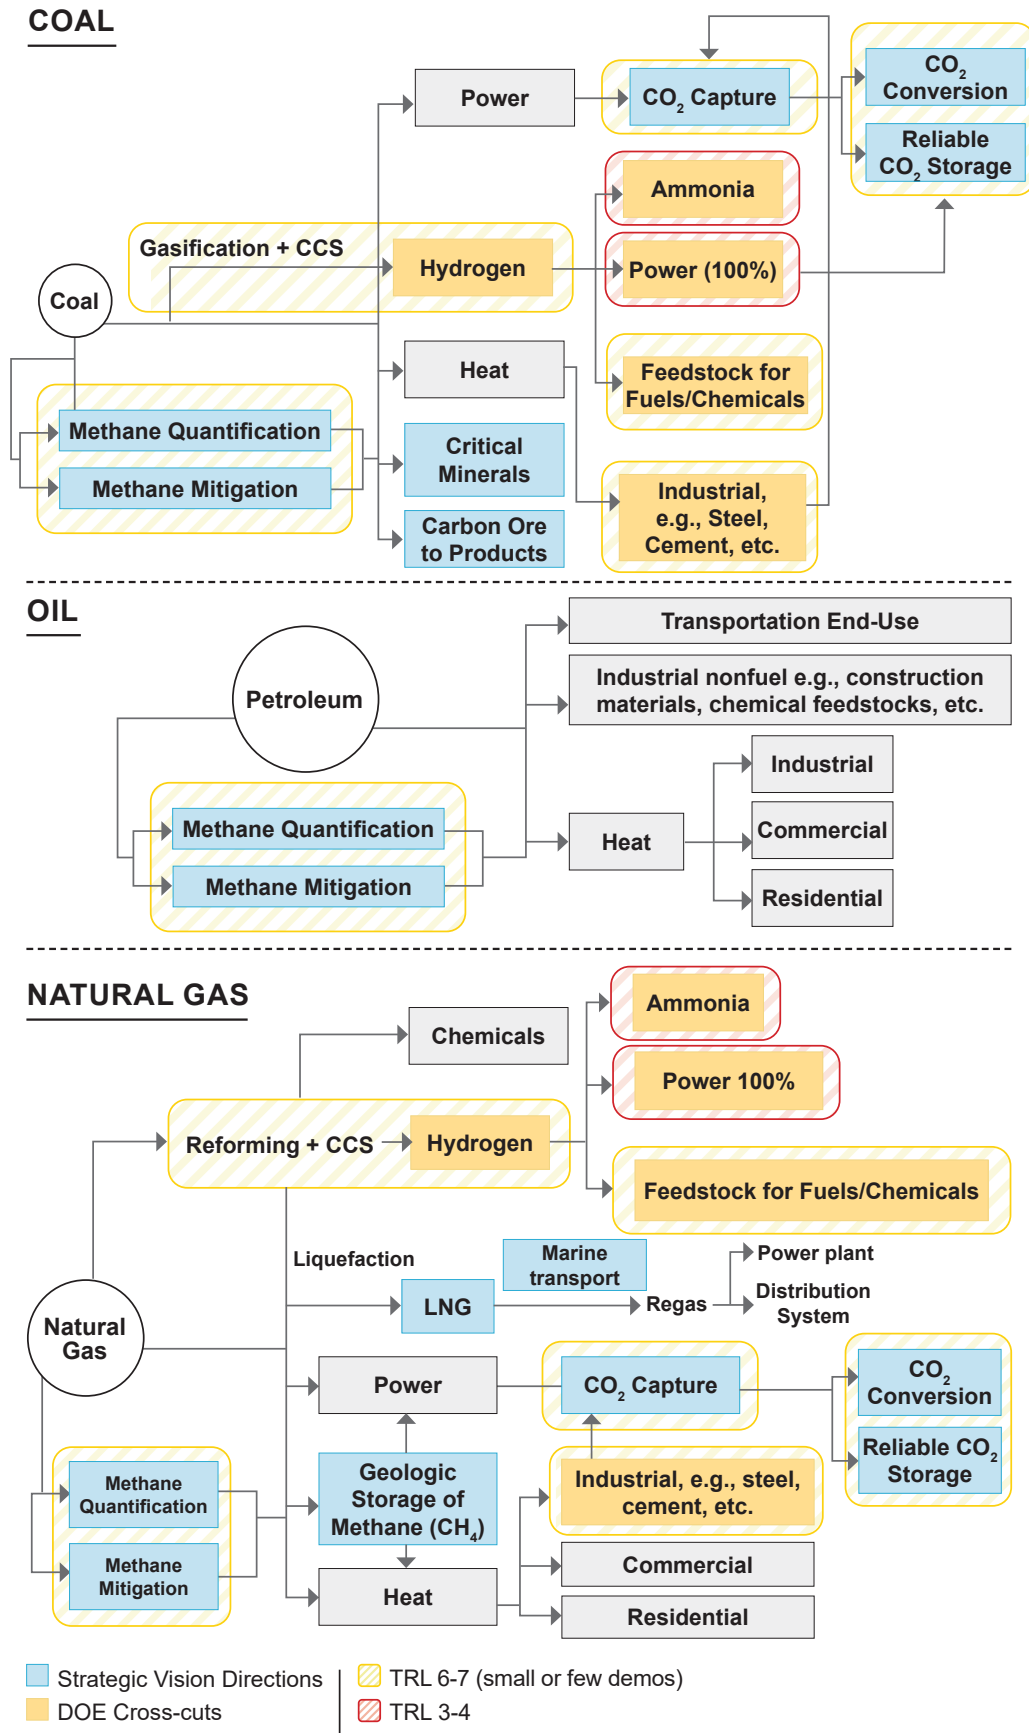 COAL
Power
CO₂ Capture
CO₂
Conversion
Reliable
CO₂ Storage
Ammonia
Gasification + CCS
Hydrogen
Power (100%)
Coal
Heat
Feedstock for
Fuels/Chemicals
Methane Quantification
Methane Mitigation
Critical
Minerals
Industrial,
e.g., Steel,
Cement, etc.
Carbon Ore
to Products
OIL
Transportation End-Use
Petroleum
Industrial nonfuel e.g., construction
materials, chemical feedstocks, etc.
Industrial
Methane Quantification
Heat
Commercial
Methane Mitigation
Residential
NATURAL GAS
Ammonia
Chemicals
Power 100%
Reforming + CCS
Hydrogen
Feedstock for Fuels/Chemicals
Liquefaction
Marine
transport
Power plant
LNG
Regas
Distribution
System
Natural
Gas
Power
CO₂ Capture
CO₂
Conversion
Reliable CO₂
Storage
Methane
Quantification
Geologic
Storage of
Methane (CH₄)
Industrial, e.g., steel,
cement, etc.
Methane
Mitigation
Commercial
Heat
Residential
Strategic Vision Directions
TRL 6-7 (small or few demos)
DOE Cross-cuts
TRL 3-4